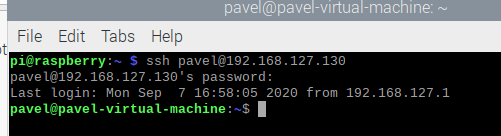 pavel@pavel-virtual-machine: ~
File Edit Tabs Help
pi@raspberry:~ $ ssh pavel@192.168.127.130
pavel@192.168.127.130's password:
Last login: Mon Sep  7 16:58:05 2020 from 192.168.127.1
pavel@pavel-virtual-machine:~$